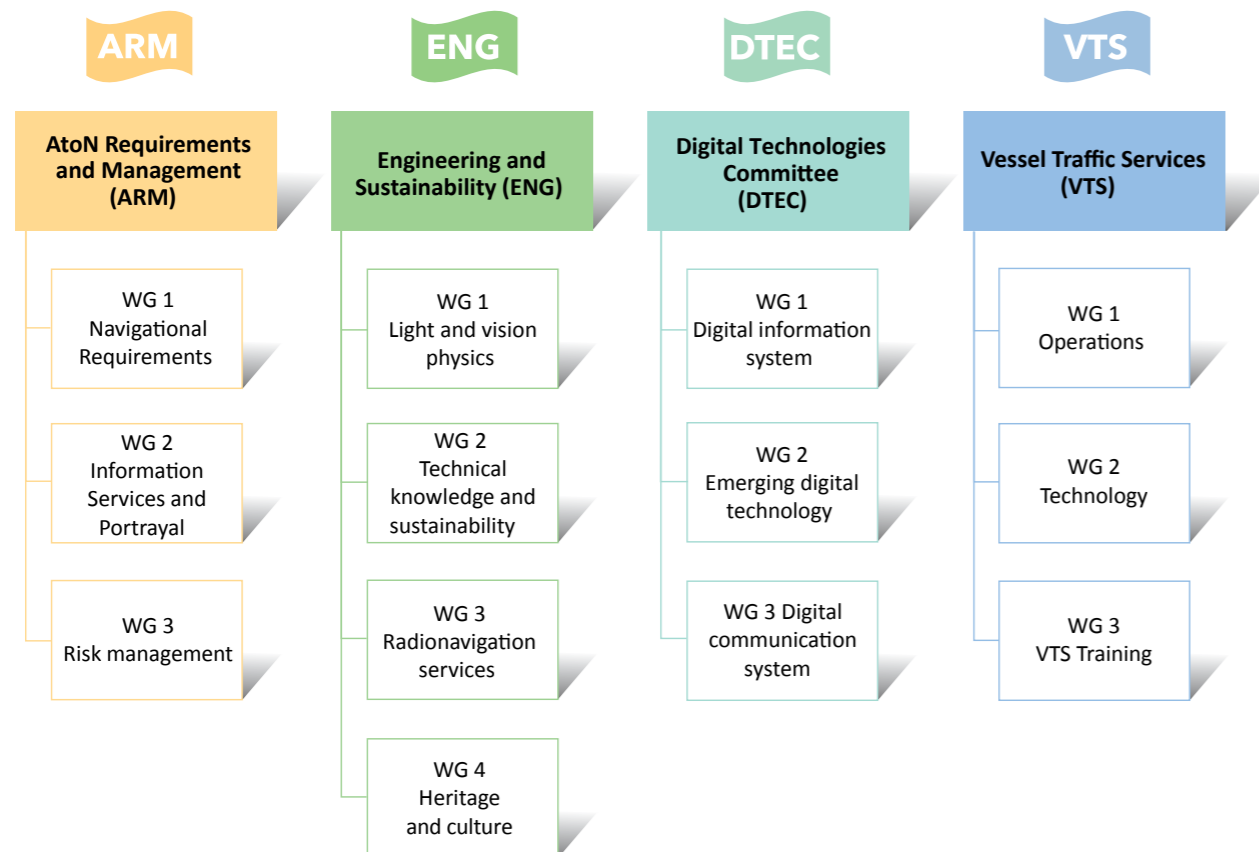 ARM
ENG
DTEC
VTS
AtoN Requirements
and Management
(ARM)
Engineering and
Sustainability (ENG)
Digital Technologies
Committee
(DTEC)
Vessel Traffic Services
(VTS)
WG 1
Navigational
Requirements
WG 1
Light and vision
physics
WG 1
Digital information
system
WG 1
Operations
WG 2
Information
Services and
Portrayal
WG 2
Technical
knowledge and
sustainability
WG 2
Emerging digital
technology
WG 2
Technology
WG 3
Risk management
WG 3
Radionavigation
services
WG 3 Digital
communication
system
WG 3
VTS Training
WG 4
Heritage
and culture